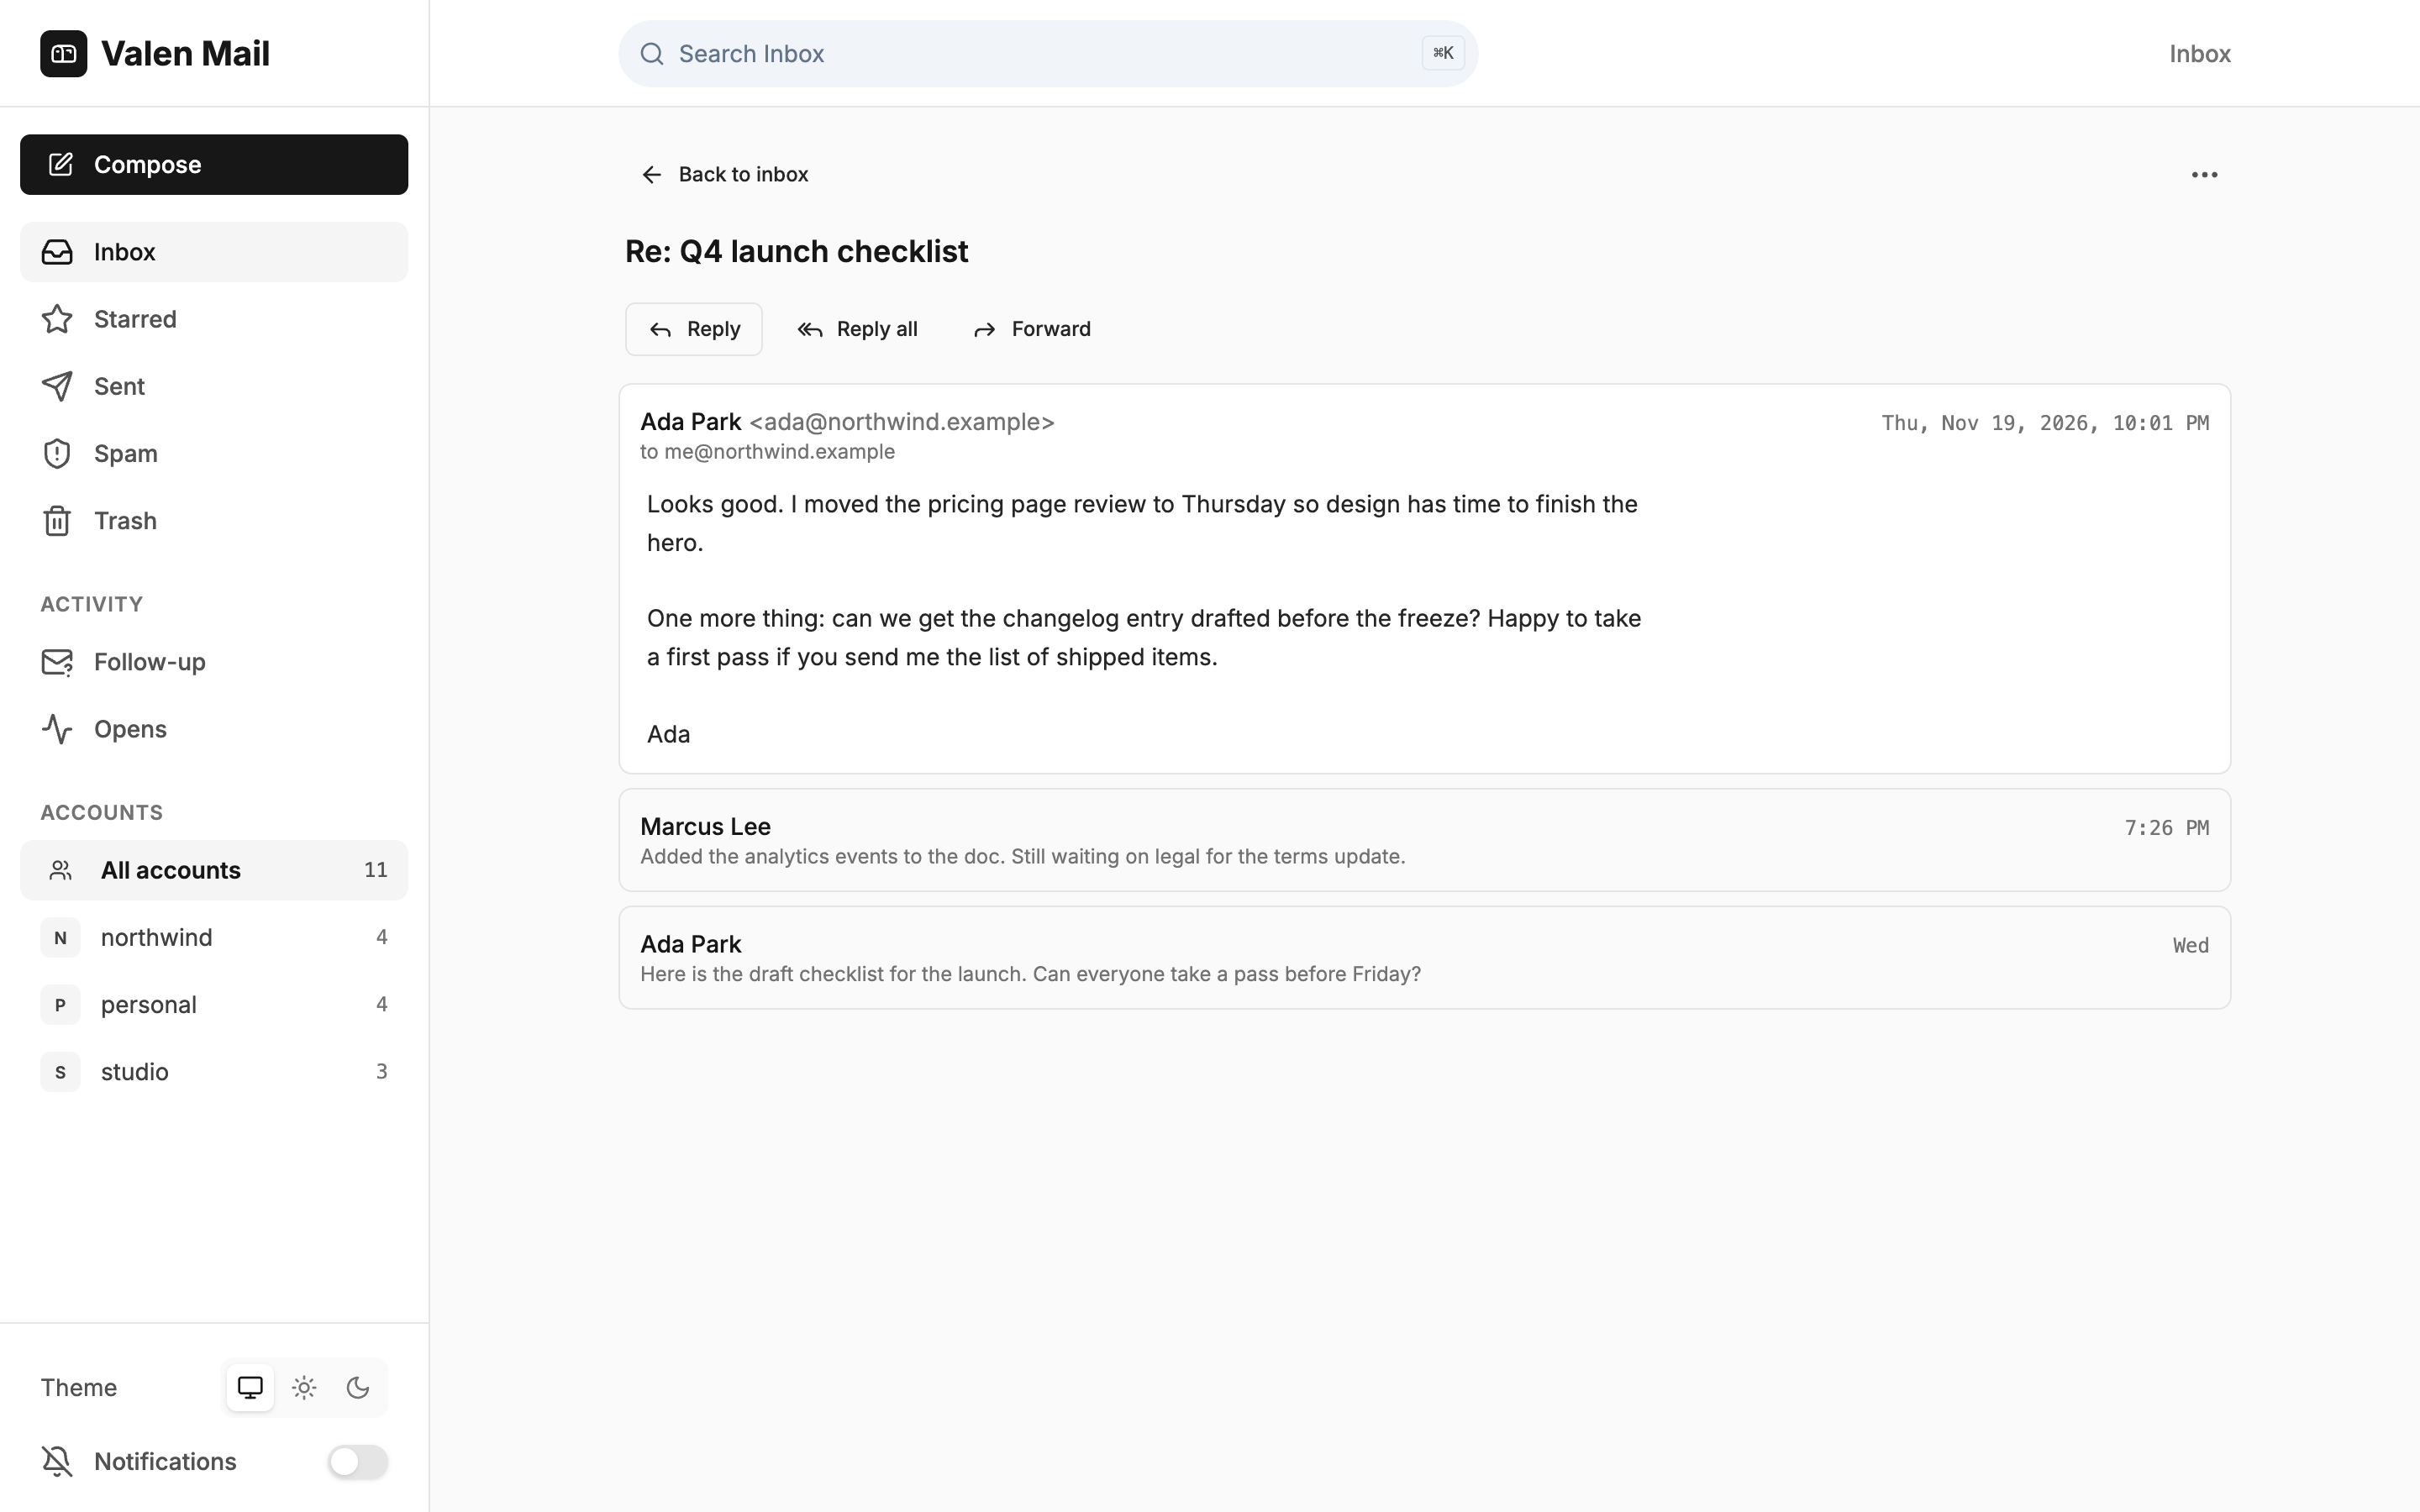 Valen Mail
Search Inbox
⌘K
Inbox
Compose
Inbox
Starred
Sent
Spam
Trash
ACTIVITY
Follow-up
Opens
ACCOUNTS
All accounts 11
N northwind 4
P personal 4
S studio 3
Theme
Notifications
Back to inbox
Re: Q4 launch checklist
Reply
Reply all
Forward
Ada Park <ada@northwind.example>
Thu, Nov 19, 2026, 10:01 PM
to me@northwind.example
Looks good. I moved the pricing page review to Thursday so design has time to finish the
hero.
One more thing: can we get the changelog entry drafted before the freeze? Happy to take
a first pass if you send me the list of shipped items.
Ada
Marcus Lee
7:26 PM
Added the analytics events to the doc. Still waiting on legal for the terms update.
Ada Park
Wed
Here is the draft checklist for the launch. Can everyone take a pass before Friday?